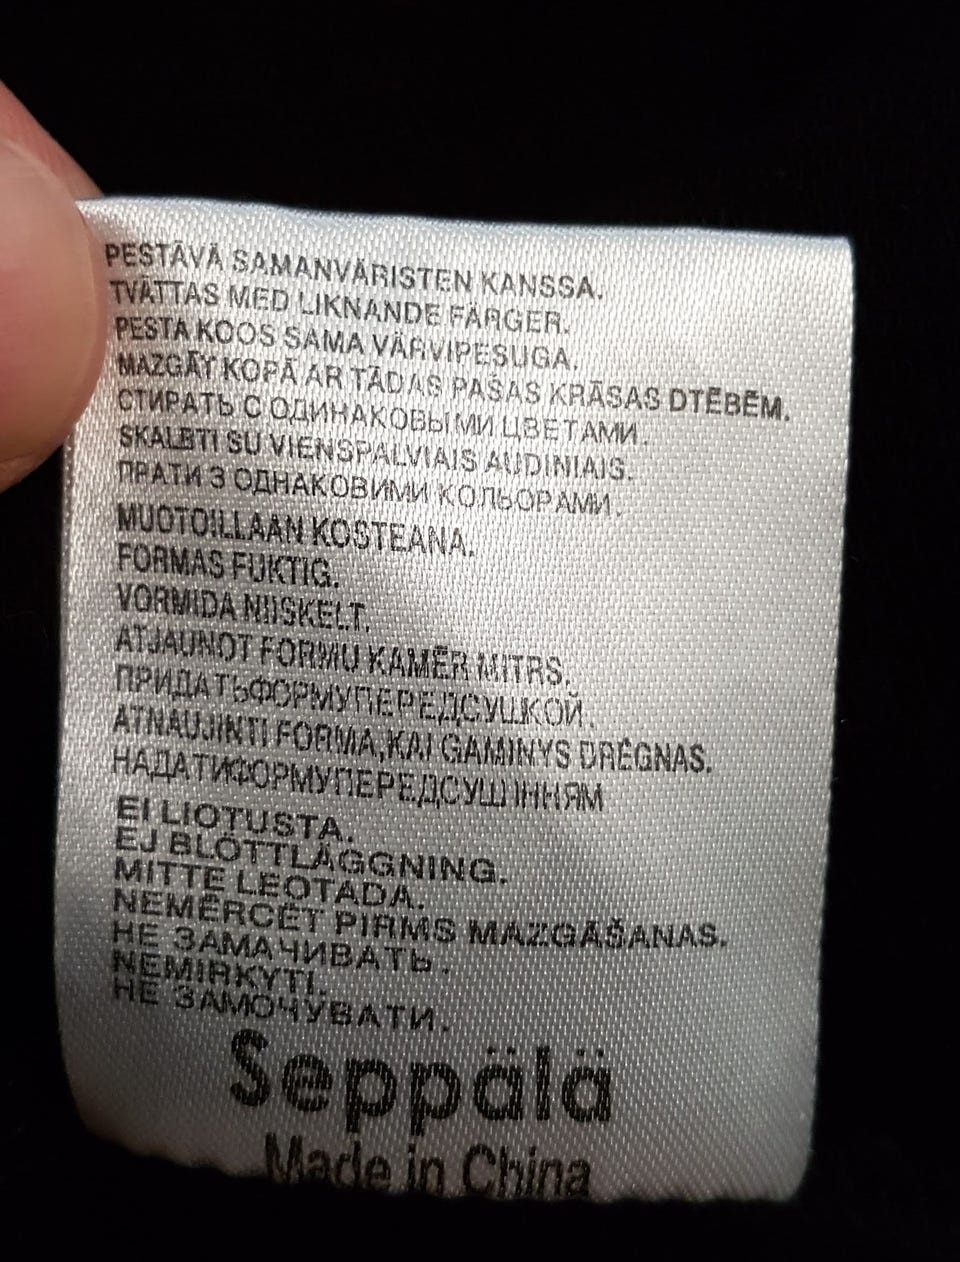 PESTÄVÄ SAMANVÄRISTEN KANSSA.
TVÄTTAS MED LIKNANDE FÄRGER.
PESTA KOOS SAMA VÄRVIPESUGA.
MAZGĀT KOPĀ AR TĀDAS PAŠAS KRĀSAS DTĒBĒM.
СТИРАТЬ С ОДИНАКОВЫМИ ЦВЕТАМИ.
SKALBTI SU VIENSPALVIAIS AUDINIAIS.
ПРАТИ З ОДНАКОВИМИ КОЛЬОРАМИ.
MUOTOILLAAN KOSTEANA.
FORMAS FUKTIG.
VORMIDA NIISKELT.
ATJAUNOT FORMU KAMĒR MITRS.
ПРИДАТЬФОРМУПЕРЕДСУШКОЙ.
ATNAUJINTI FORMA,KAI GAMINYS DRĖGNAS.
НАДАТИФОРМУПЕРЕДСУШІННЯМ
EI LIOTUSTA.
EJ BLÖTTLÄGGNING.
MITTE LEOTADA.
NEMĒRCĒT PIRMS MAZGĀŠANAS.
НЕ ЗАМАЧИВАТЬ.
NEMIRKYTI.
НЕ ЗАМОЧУВАТИ.
Seppälä
Made in China